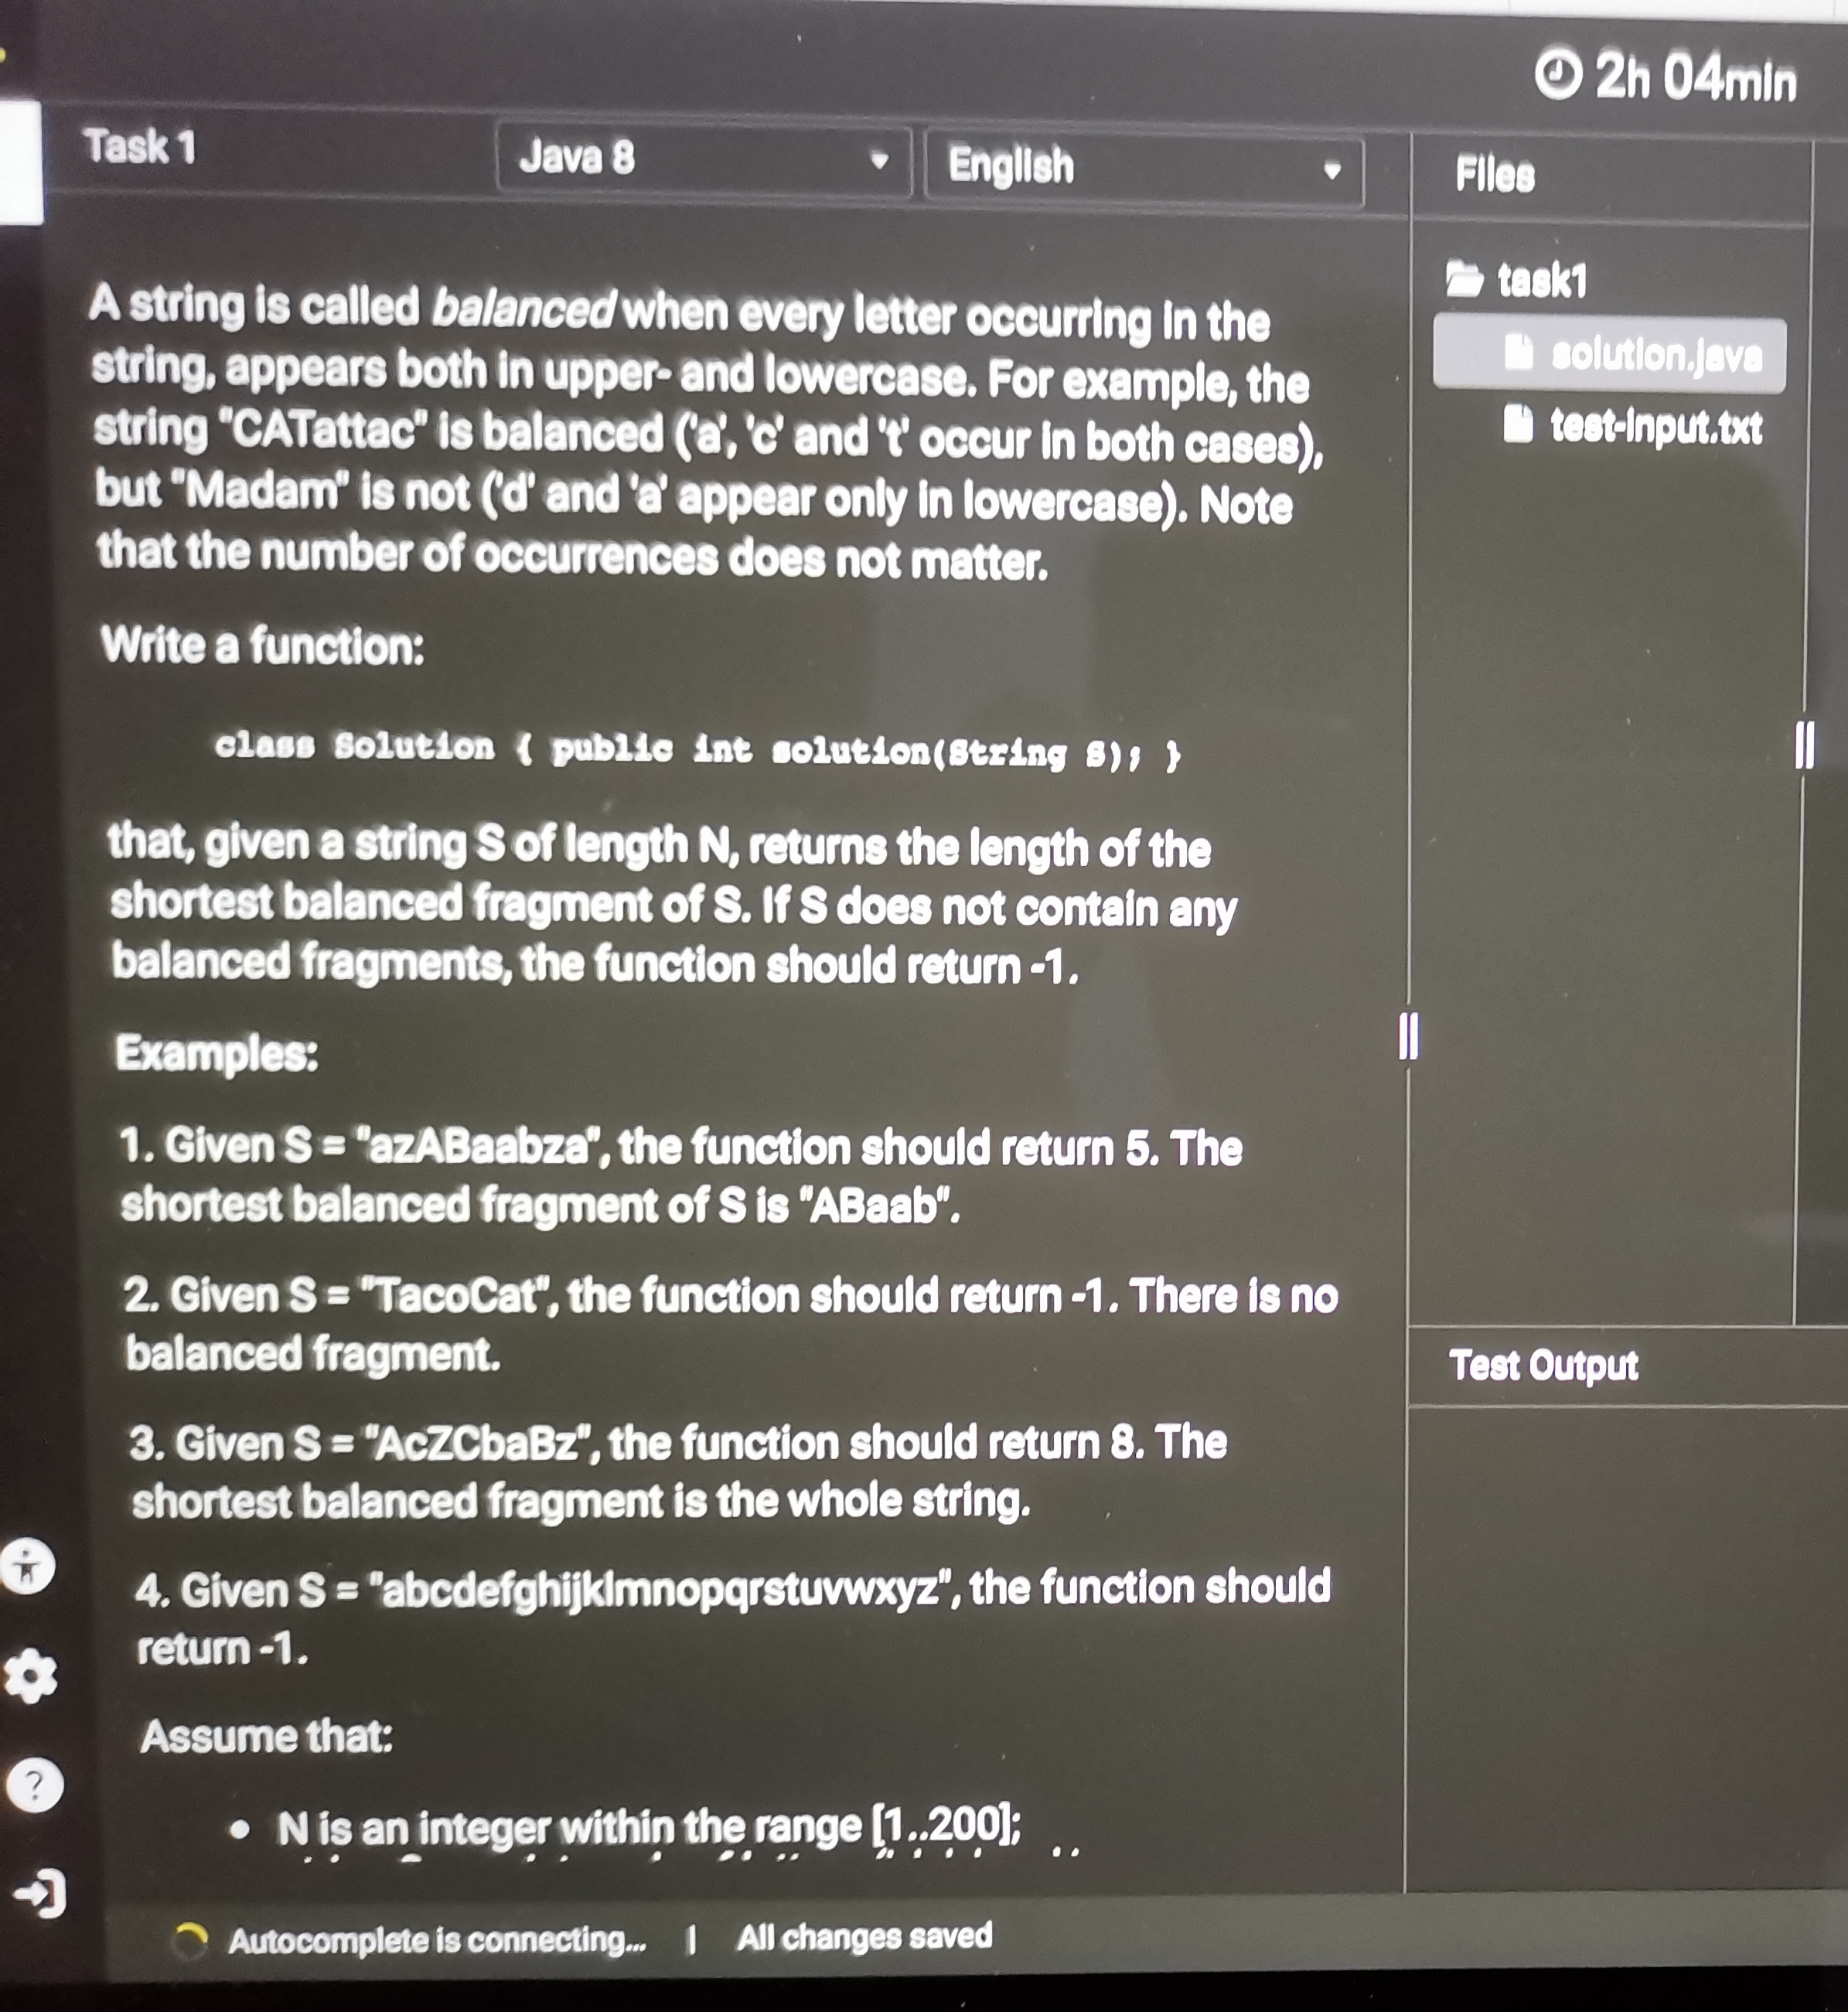 2h 04min
Task 1
Java 8
English
Files
task1
solution.java
test-input.txt
A string is called balanced when every letter occurring in the
string, appears both in upper- and lowercase. For example, the
string "CATattac" is balanced ('a', 'c' and 't' occur in both cases),
but "Madam" is not ('d' and 'a' appear only in lowercase). Note
that the number of occurrences does not matter.
Write a function:
class Solution { public int solution(String S); }
that, given a string S of length N, returns the length of the
shortest balanced fragment of S. If S does not contain any
balanced fragments, the function should return -1.
Examples:
1. Given S = "azABaabza", the function should return 5. The
shortest balanced fragment of S is "ABaab".
2. Given S = "TacoCat", the function should return -1. There is no
balanced fragment.
3. Given S = "AcZCbaBz", the function should return 8. The
shortest balanced fragment is the whole string.
4. Given S = "abcdefghijklmnopqrstuvwxyz", the function should
return -1.
Assume that:
• N is an integer within the range [1..200];
Test Output
Autocomplete is connecting... | All changes saved